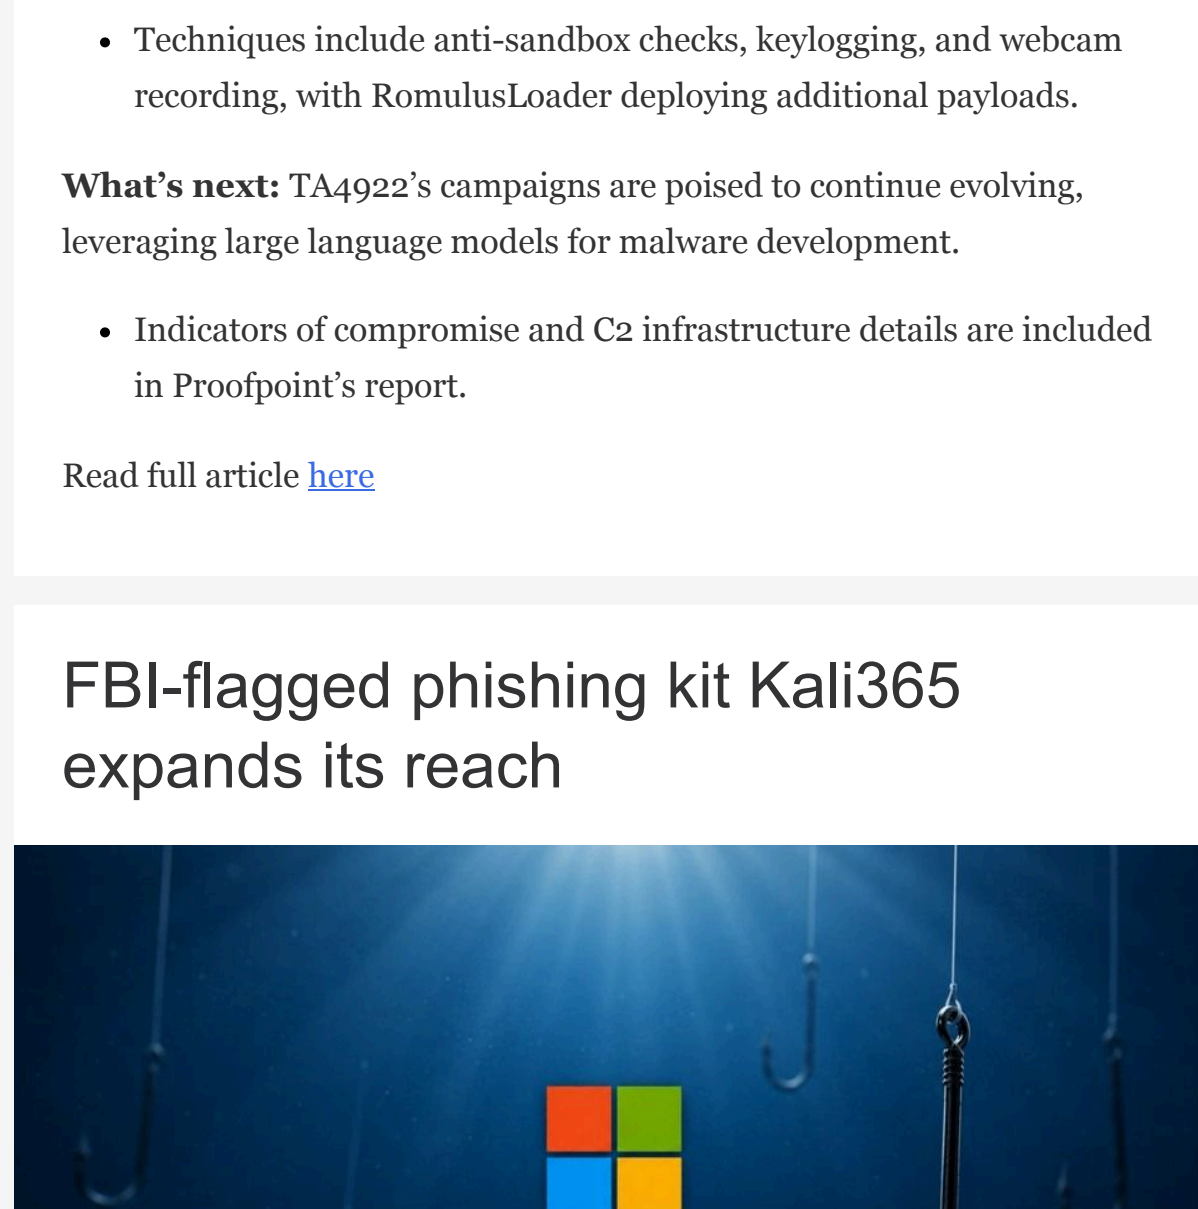 Techniques include anti-sandbox checks, keylogging, and webcam
recording, with RomulusLoader deploying additional payloads.
What’s next: TA4922’s campaigns are poised to continue evolving,
leveraging large language models for malware development.
Indicators of compromise and C2 infrastructure details are included
in Proofpoint’s report.
Read full article here
FBI-flagged phishing kit Kali365
expands its reach